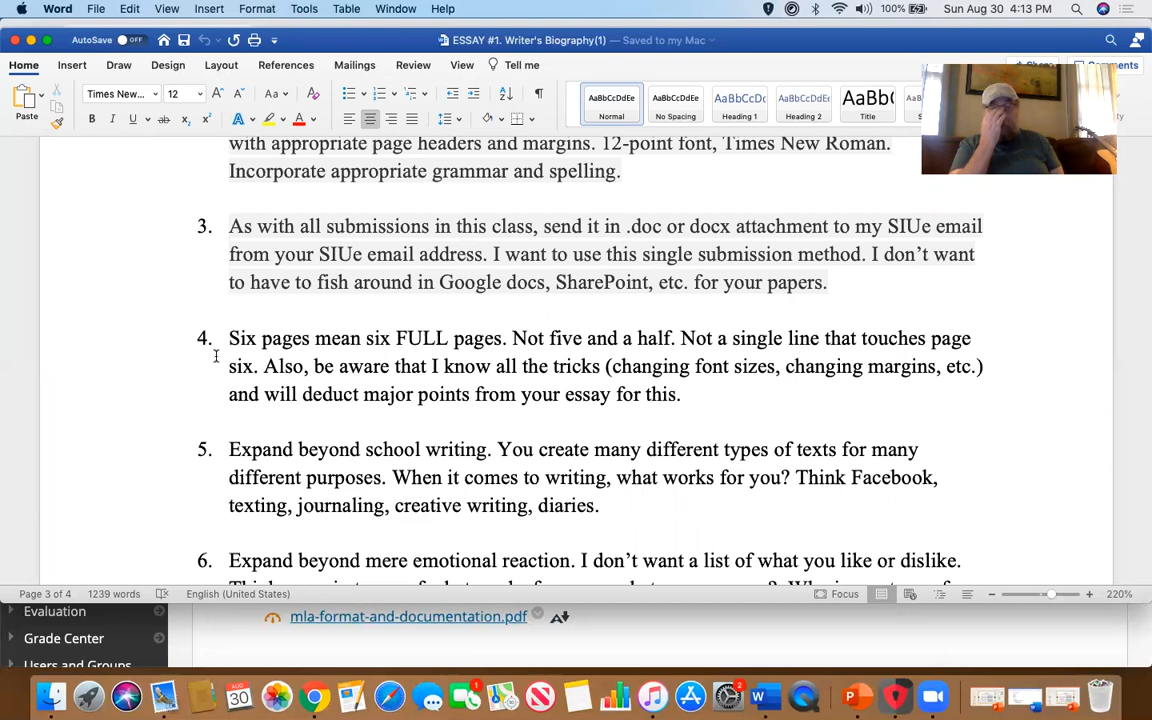 Word File Edit View Insert Format Tools Table Window Help 100% Sun Aug 30 4:13 PM
AutoSave OFF ESSAY #1. Writer's Biography(1) — Saved to my Mac
Home Insert Draw Design Layout References Mailings Review View Tell me Share Comments
Paste Times New... 12 Aa AaBbCcDdEe AaBbCcDdEe AaBbCcDc AaBbCcDdEe AaBbC
Normal No Spacing Heading 1 Heading 2 Title
with appropriate page headers and margins. 12-point font, Times New Roman.
Incorporate appropriate grammar and spelling.
3. As with all submissions in this class, send it in .doc or docx attachment to my SIUe email
from your SIUe email address. I want to use this single submission method. I don't want
to have to fish around in Google docs, SharePoint, etc. for your papers.
4. Six pages mean six FULL pages. Not five and a half. Not a single line that touches page
six. Also, be aware that I know all the tricks (changing font sizes, changing margins, etc.)
and will deduct major points from your essay for this.
5. Expand beyond school writing. You create many different types of texts for many
different purposes. When it comes to writing, what works for you? Think Facebook,
texting, journaling, creative writing, diaries.
6. Expand beyond mere emotional reaction. I don't want a list of what you like or dislike.
Page 3 of 4 1239 words English (United States) Focus 220%
Evaluation
mla-format-and-documentation.pdf
Grade Center
Users and Groups